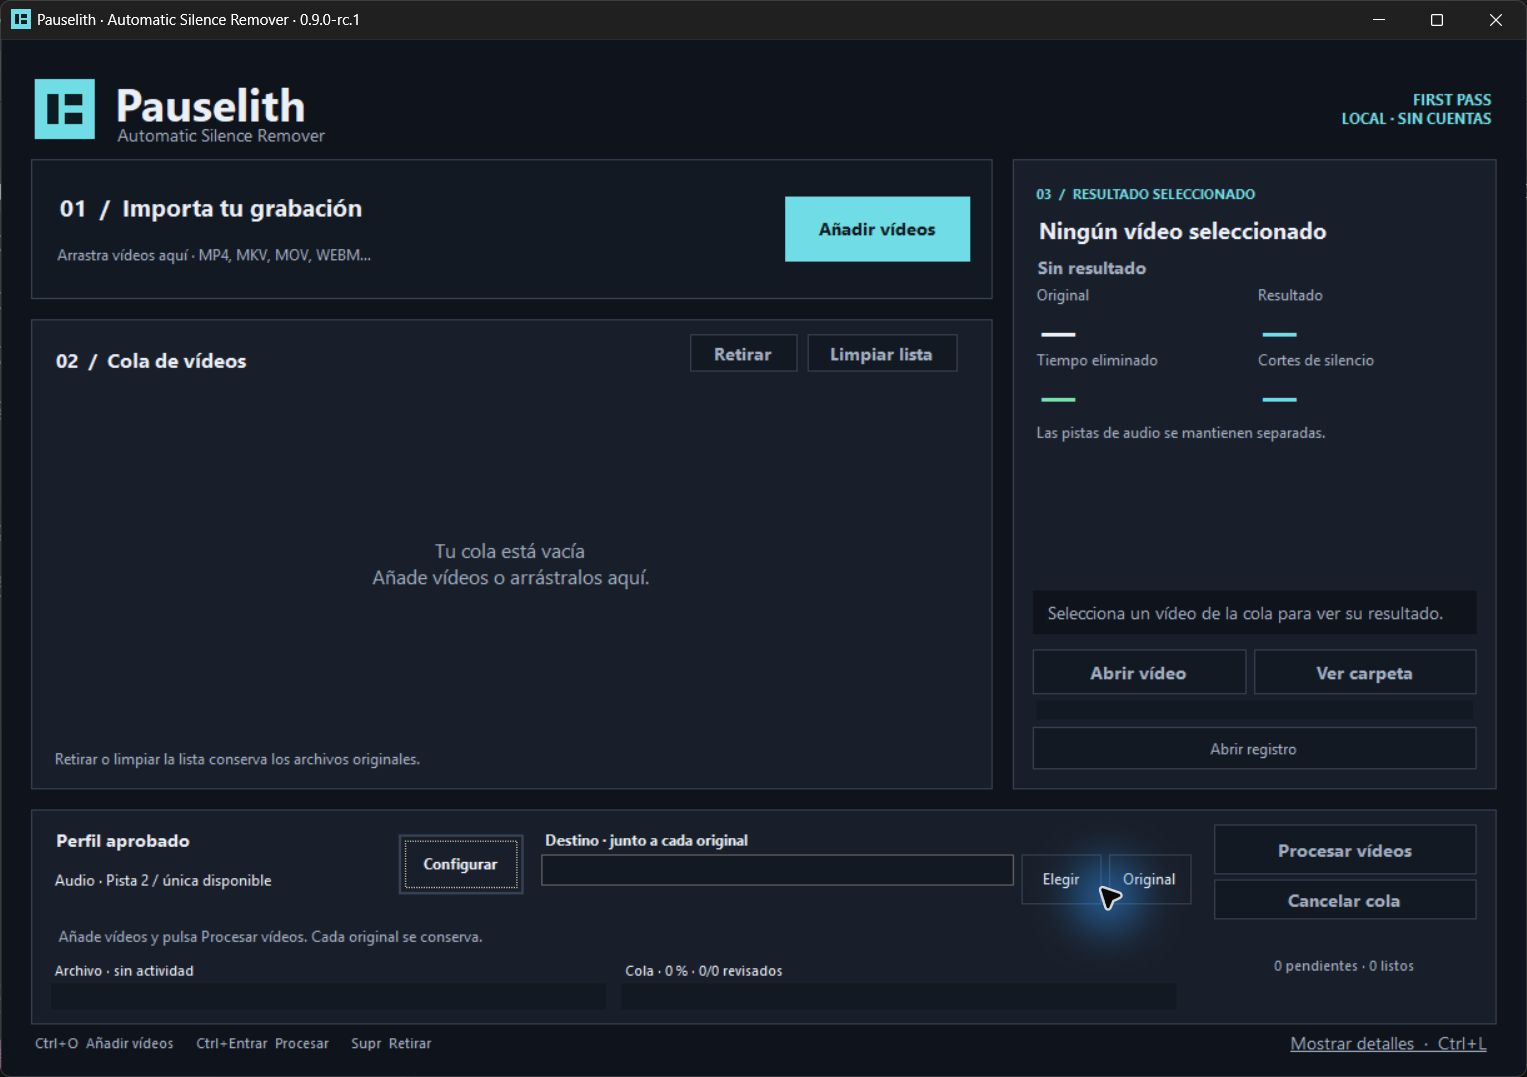 Pauselith · Automatic Silence Remover · 0.9.0-rc.1
Pauselith
Automatic Silence Remover
FIRST PASS
LOCAL · SIN CUENTAS
01 / Importa tu grabación
Arrastra vídeos aquí · MP4, MKV, MOV, WEBM...
Añadir vídeos
02 / Cola de vídeos
Retirar
Limpiar lista
Tu cola está vacía
Añade vídeos o arrástralos aquí.
Retirar o limpiar la lista conserva los archivos originales.
03 / RESULTADO SELECCIONADO
Ningún vídeo seleccionado
Sin resultado
Original
Resultado
—
—
Tiempo eliminado
Cortes de silencio
—
—
Las pistas de audio se mantienen separadas.
Selecciona un vídeo de la cola para ver su resultado.
Abrir vídeo
Ver carpeta
Abrir registro
Perfil aprobado
Audio · Pista 2 / única disponible
Configurar
Destino · junto a cada original
Elegir
Original
Procesar vídeos
Cancelar cola
Añade vídeos y pulsa Procesar vídeos. Cada original se conserva.
Archivo · sin actividad
Cola · 0 % · 0/0 revisados
0 pendientes · 0 listos
Ctrl+O Añadir vídeos Ctrl+Entrar Procesar Supr Retirar
Mostrar detalles · Ctrl+L